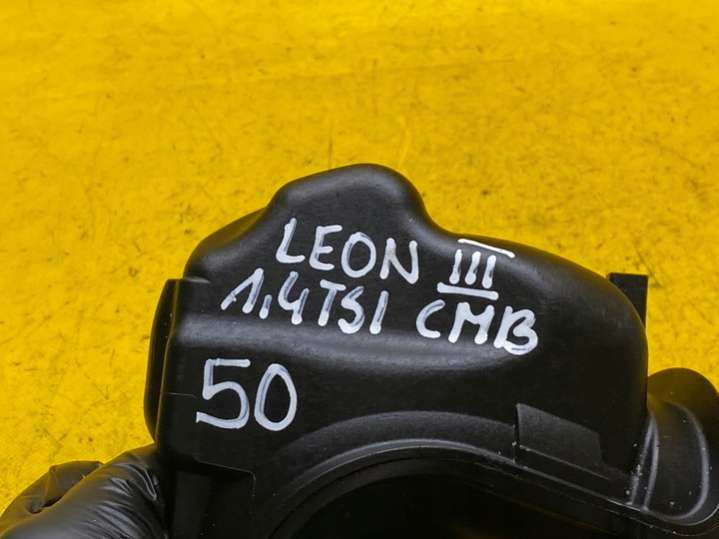 LEON III
1,4TSI CMB
50